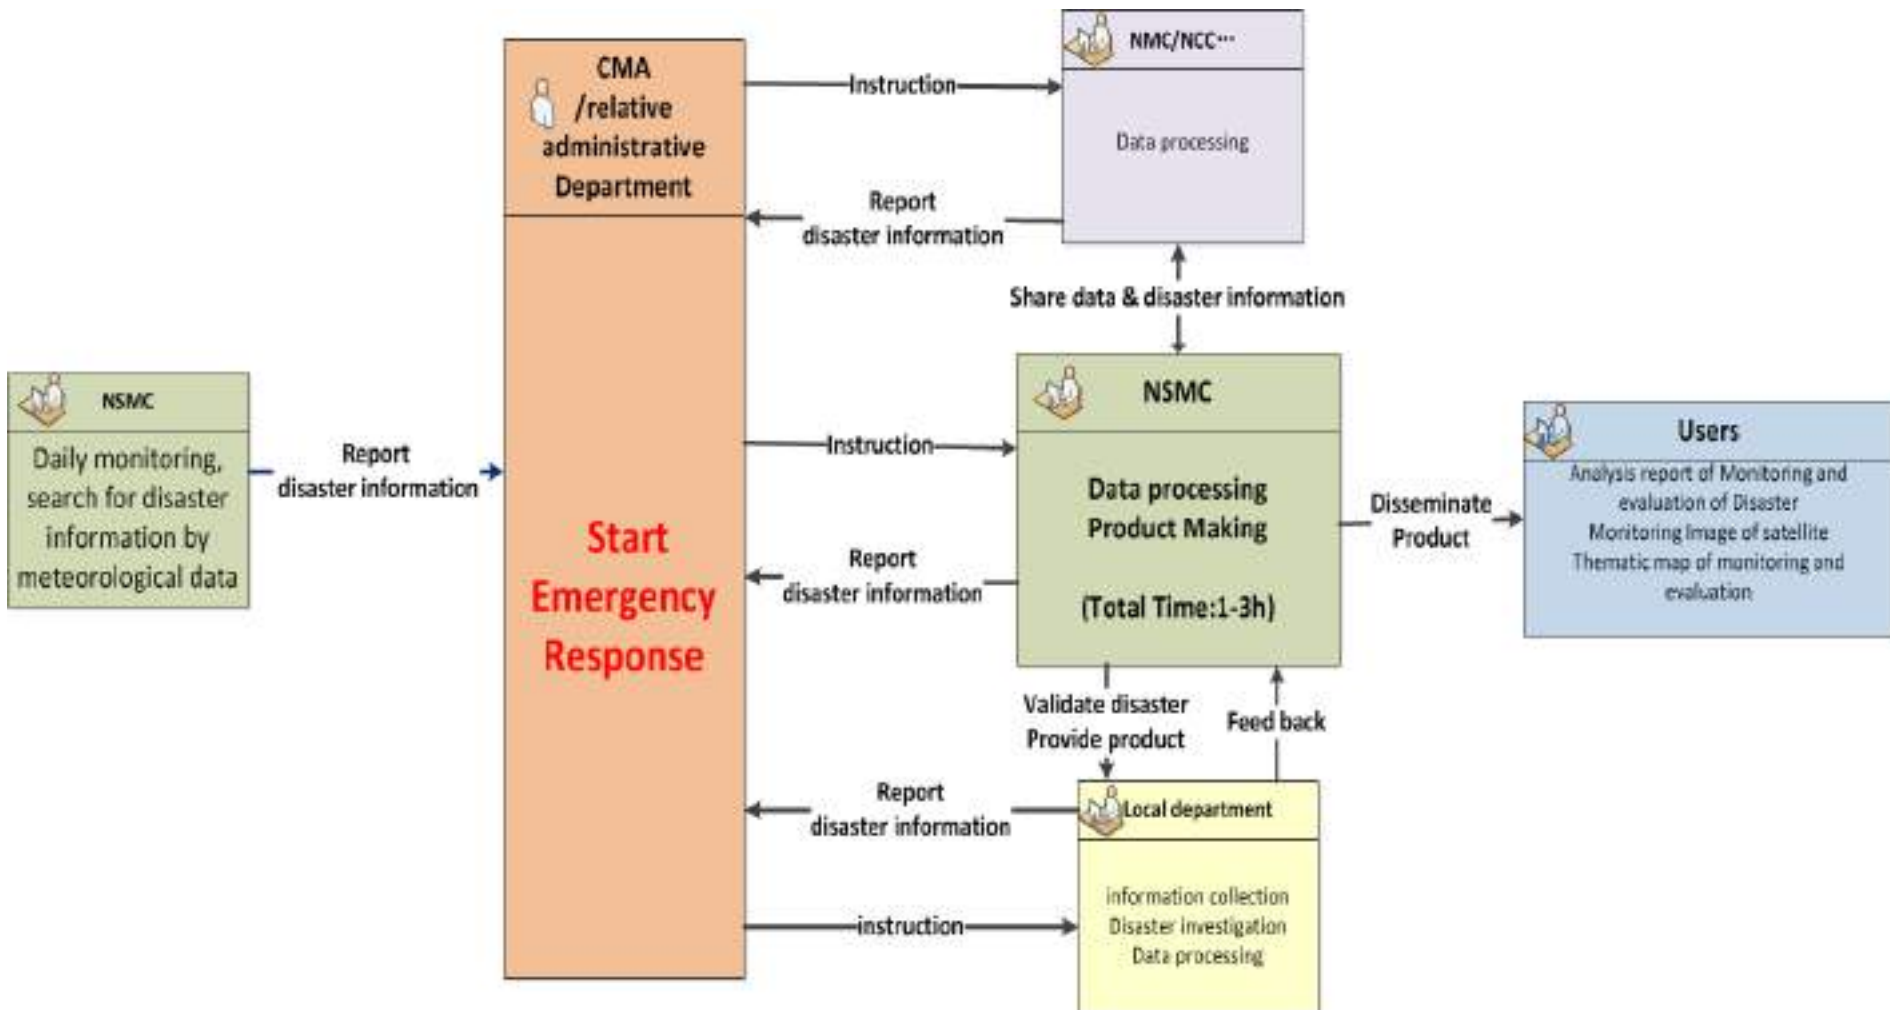 NSMC
Daily monitoring,
search for disaster
information by
meteorological data
Report
disaster information
CMA
/relative
administrative
Department
Start
Emergency
Response
Instruction
Report
disaster information
NMC/NCC···
Data processing
Share data & disaster information
Instruction
Report
disaster information
NSMC
Data processing
Product Making
(Total Time:1-3h)
Disseminate
Product
Users
Analysis report of Monitoring and
evaluation of Disaster
Monitoring Image of satellite
Thematic map of monitoring and
evaluation
Validate disaster
Provide product
Feed back
Report
disaster information
instruction
Local department
information collection
Disaster investigation
Data processing